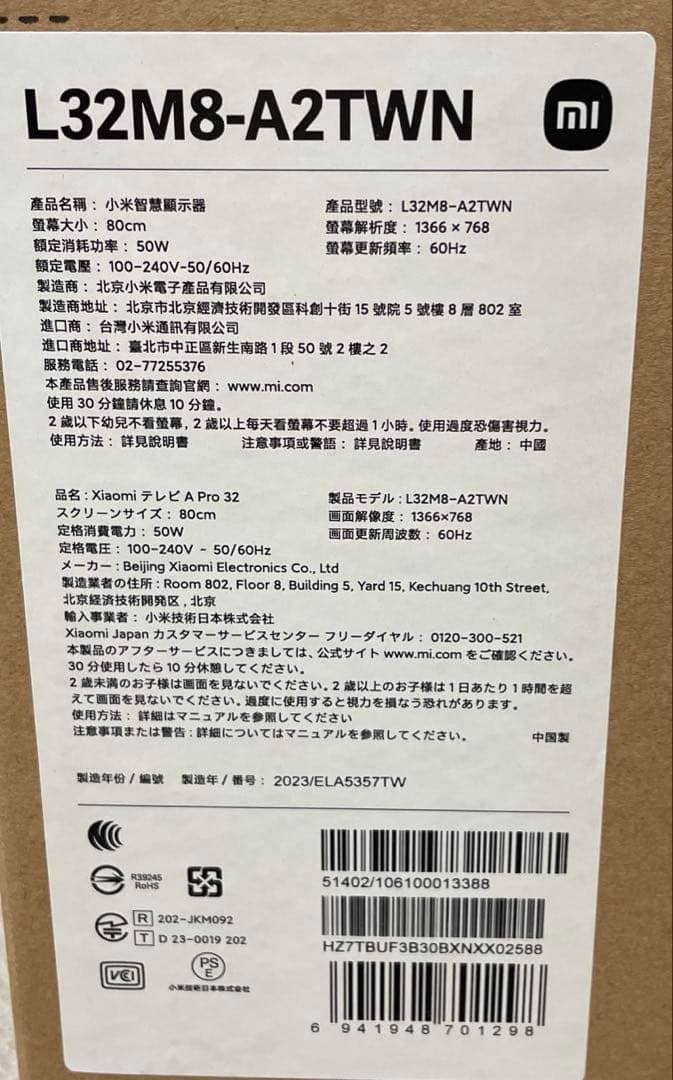 L32M8-A2TWN
mi
產品名稱：小米智慧顯示器
產品型號：L32M8-A2TWN
螢幕大小：80cm
螢幕解析度：1366 × 768
額定消耗功率：50W
螢幕更新頻率：60Hz
額定電壓：100-240V-50/60Hz
製造商：北京小米電子產品有限公司
製造商地址：北京市北京經濟技術開發區科創十街 15 號院 5 號樓 8 層 802 室
進口商：台灣小米通訊有限公司
進口商地址：臺北市中正區新生南路 1 段 50 號 2 樓之 2
服務電話：02-77255376
本產品售後服務請查詢官網：www.mi.com
使用 30 分鐘請休息 10 分鐘。
2 歲以下幼兒不看螢幕，2 歲以上每天看螢幕不要超過 1 小時。使用過度恐傷害視力。
使用方法：詳見說明書 注意事項或警語：詳見說明書 產地：中國
品名：Xiaomi テレビ A Pro 32
製品モデル：L32M8-A2TWN
スクリーンサイズ：80cm
画面解像度：1366×768
定格消費電力：50W
画面更新周波数：60Hz
定格電圧：100-240V - 50/60Hz
メーカー：Beijing Xiaomi Electronics Co., Ltd
製造業者の住所：Room 802, Floor 8, Building 5, Yard 15, Kechuang 10th Street,
北京経済技術開発区，北京
輸入事業者：小米技術日本株式会社
Xiaomi Japan カスタマーサービスセンター フリーダイヤル：0120-300-521
本製品のアフターサービスにつきましては、公式サイト www.mi.com をご確認ください。
30 分使用したら 10 分休憩してください。
2 歳未満のお子様は画面を見ないでください。2 歳以上のお子様は 1 日あたり 1 時間を超
えて画面を見ないでください。過度に使用すると視力を損なう恐れがあります。
使用方法：詳細はマニュアルを参照してください
注意事項または警告：詳細についてはマニュアルを参照してください。 中国製
製造年份 / 編號 製造年 / 番号：2023/ELA5357TW
R39245
RoHS
51402/106100013388
R 202-JKM092
T D 23-0019 202
HZ7TBUF3B30BXNXX02588
VCCI
PS
E
小米技術日本株式会社
6 941948 701298